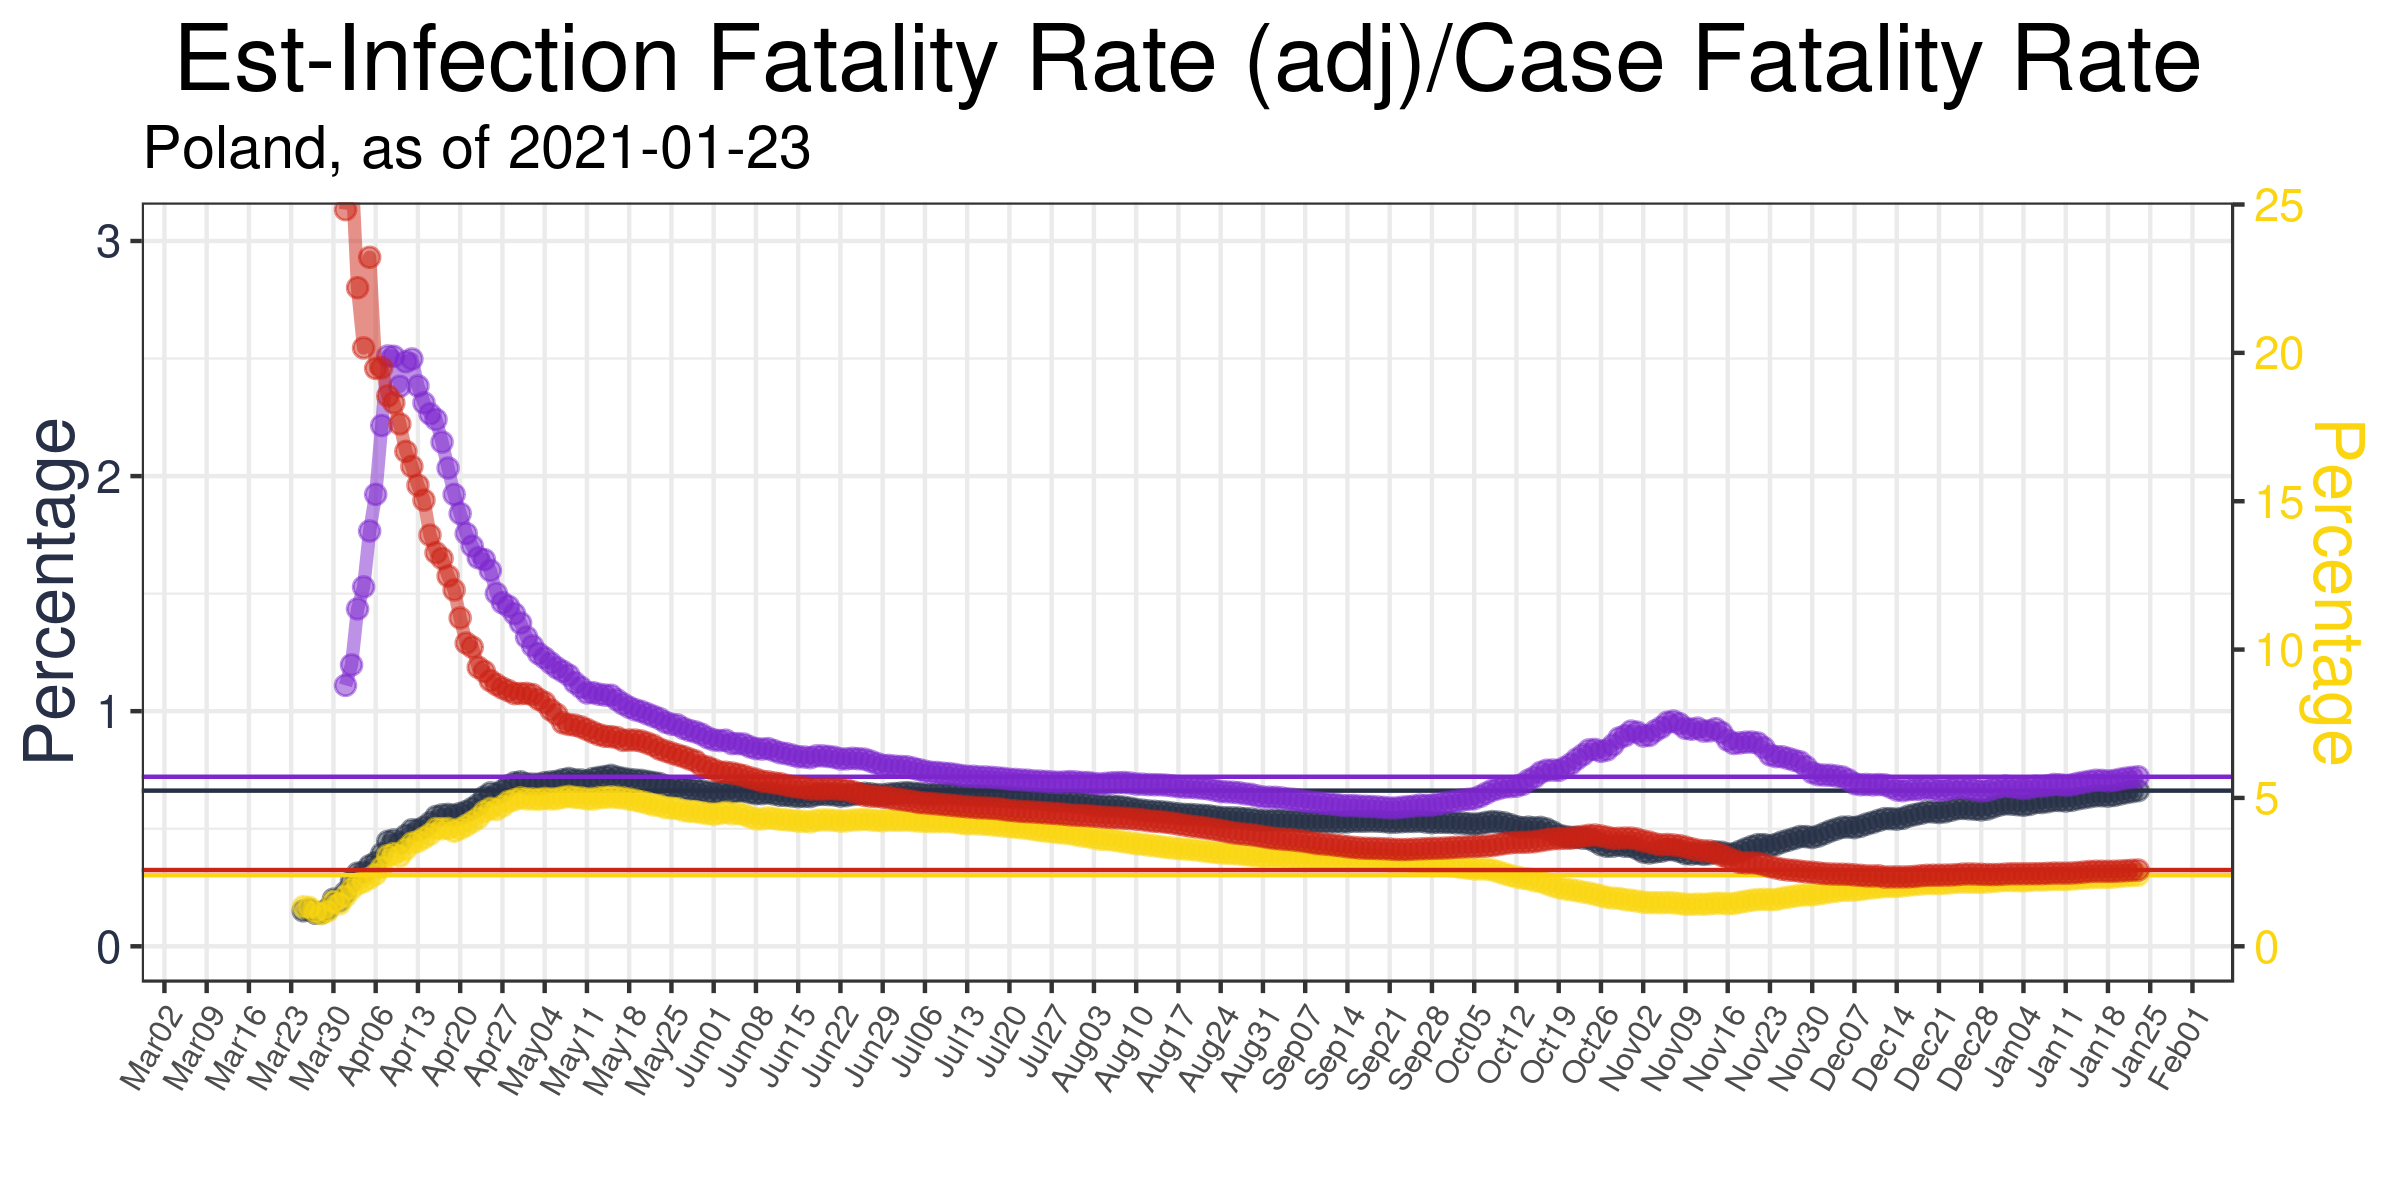 Est-Infection Fatality Rate (adj)/Case Fatality Rate
Poland, as of 2021-01-23
Percentage
3
2
1
0
25
20
15
10
5
0
Percentage
Mar02
Mar09
Mar16
Mar23
Mar30
Apr06
Apr13
Apr20
Apr27
May04
May11
May18
May25
Jun01
Jun08
Jun15
Jun22
Jun29
Jul06
Jul13
Jul20
Jul27
Aug03
Aug10
Aug17
Aug24
Aug31
Sep07
Sep14
Sep21
Sep28
Oct05
Oct12
Oct19
Oct26
Nov02
Nov09
Nov16
Nov23
Nov30
Dec07
Dec14
Dec21
Dec28
Jan04
Jan11
Jan18
Jan25
Feb01